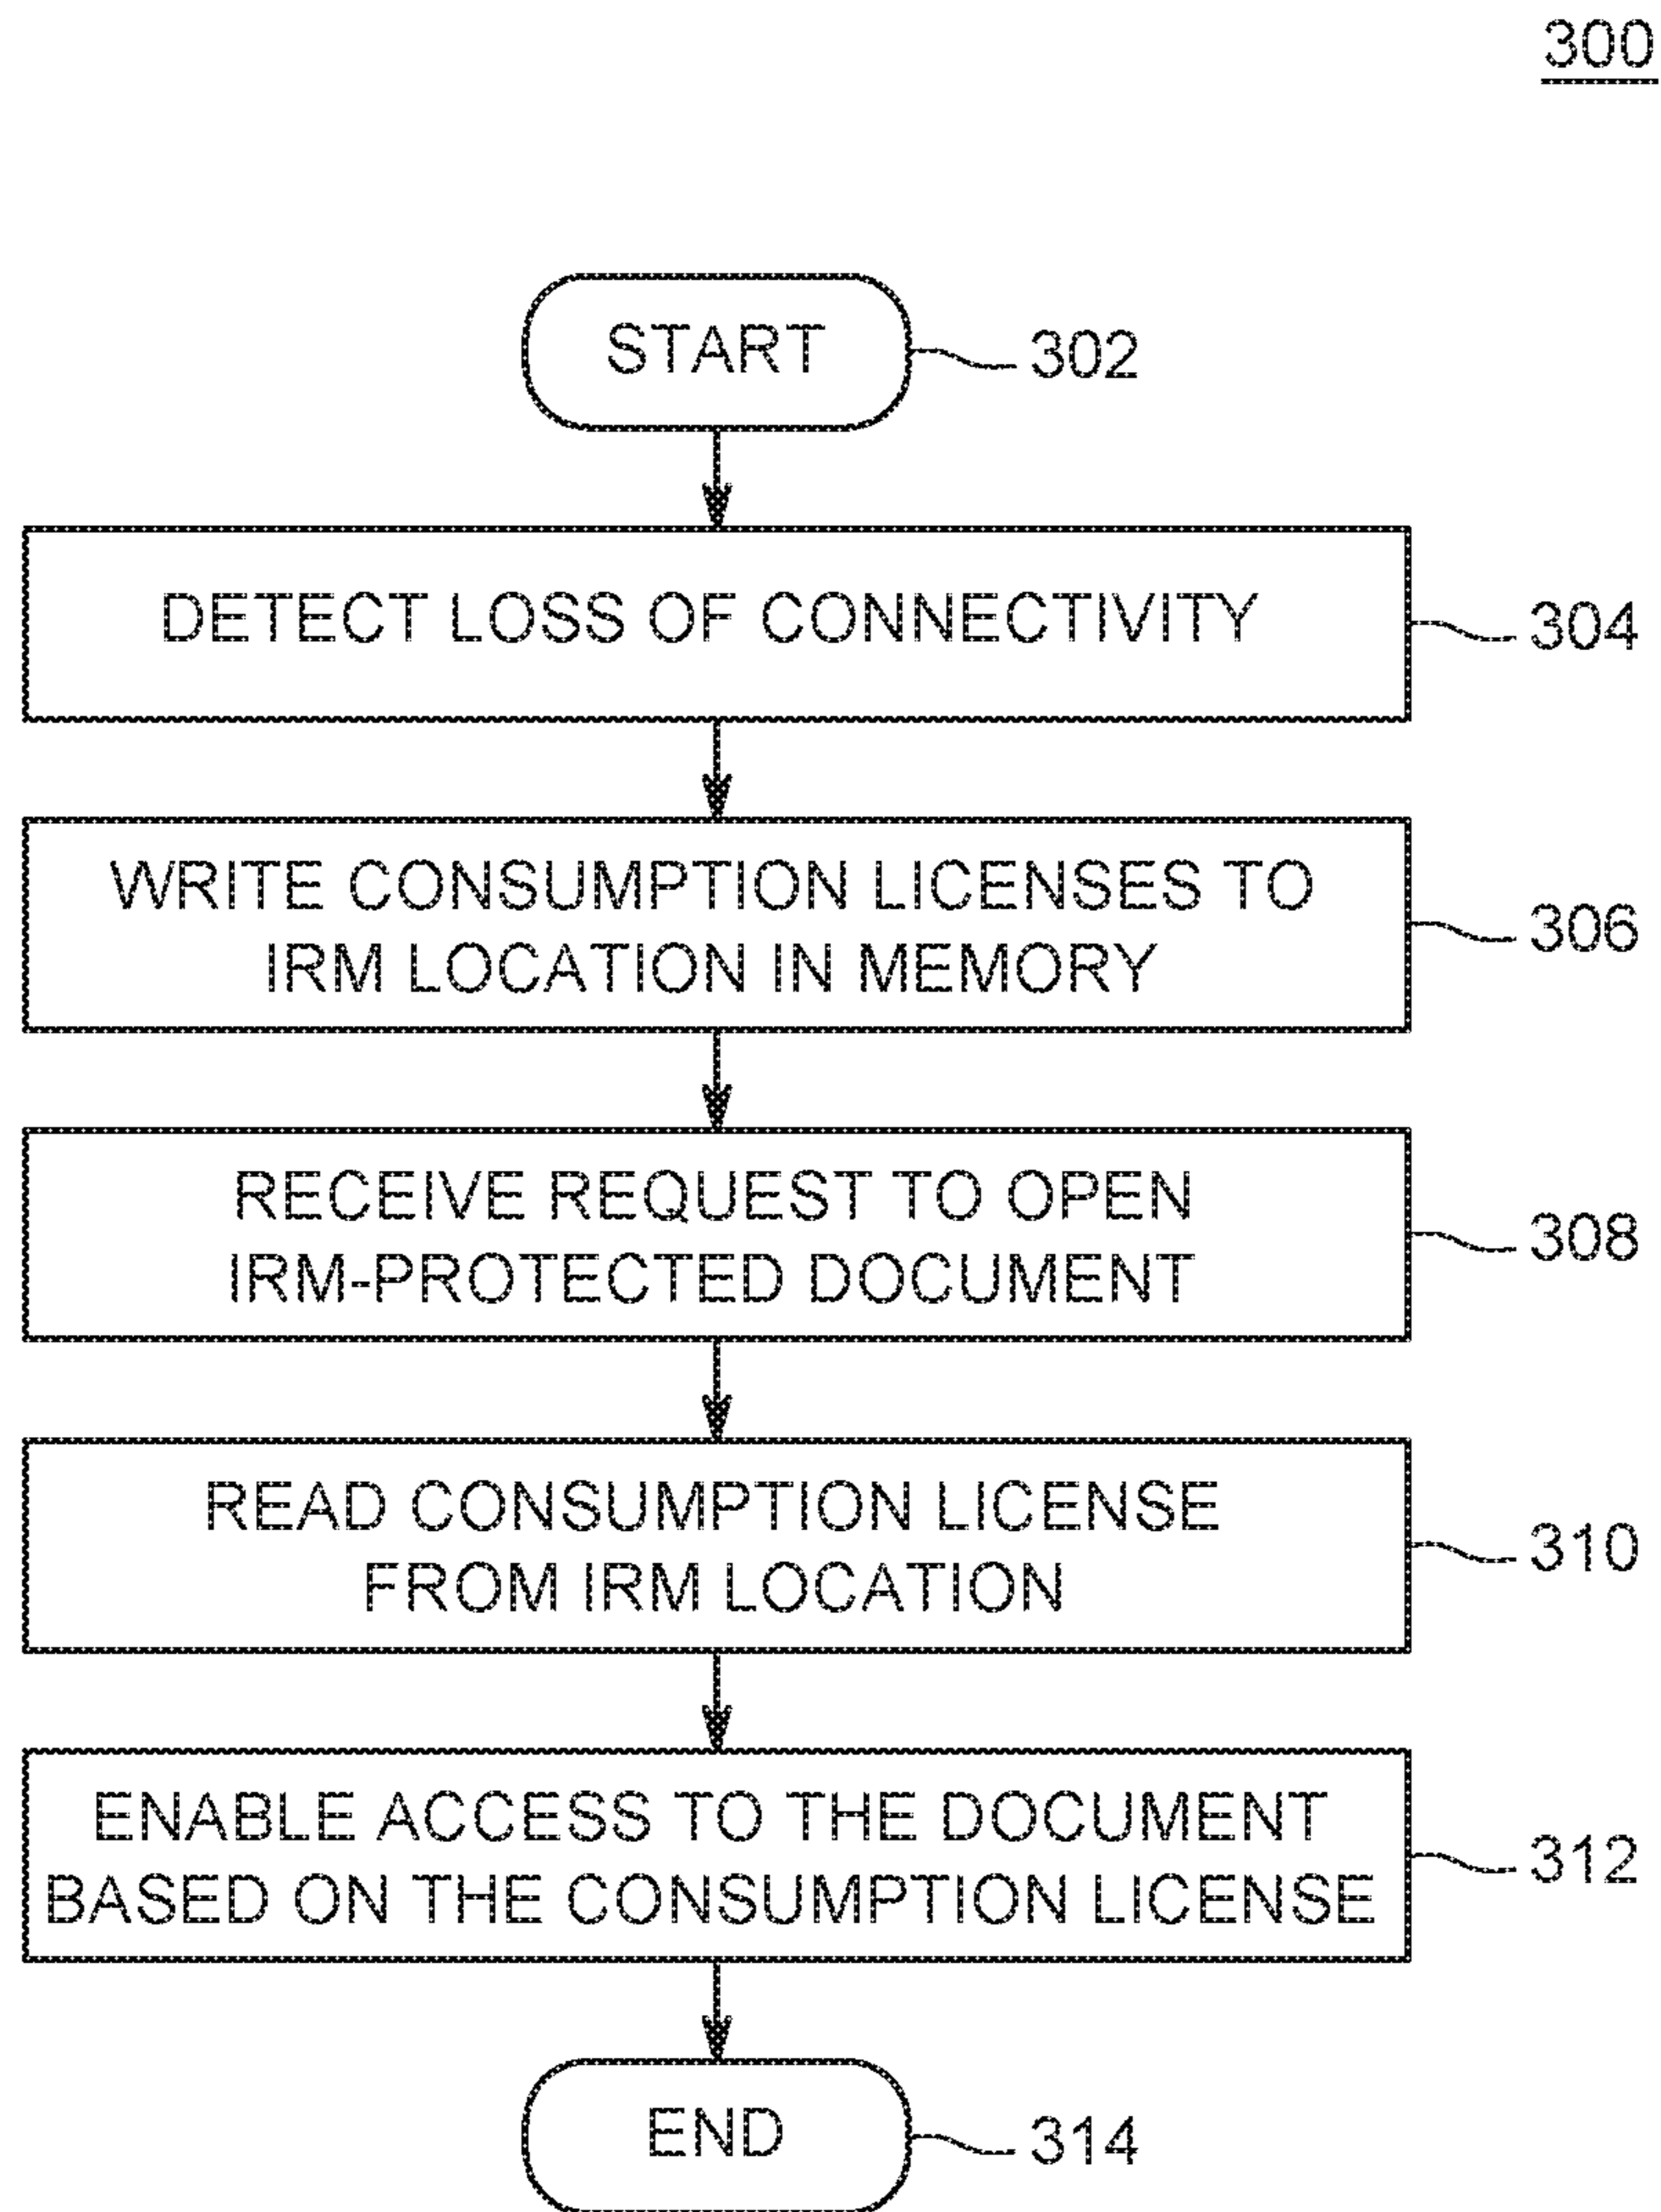 300
START
302
DETECT LOSS OF CONNECTIVITY
304
WRITE CONSUMPTION LICENSES TO
IRM LOCATION IN MEMORY
306
RECEIVE REQUEST TO OPEN
IRM-PROTECTED DOCUMENT
308
READ CONSUMPTION LICENSE
FROM IRM LOCATION
310
ENABLE ACCESS TO THE DOCUMENT
BASED ON THE CONSUMPTION LICENSE
312
END
314